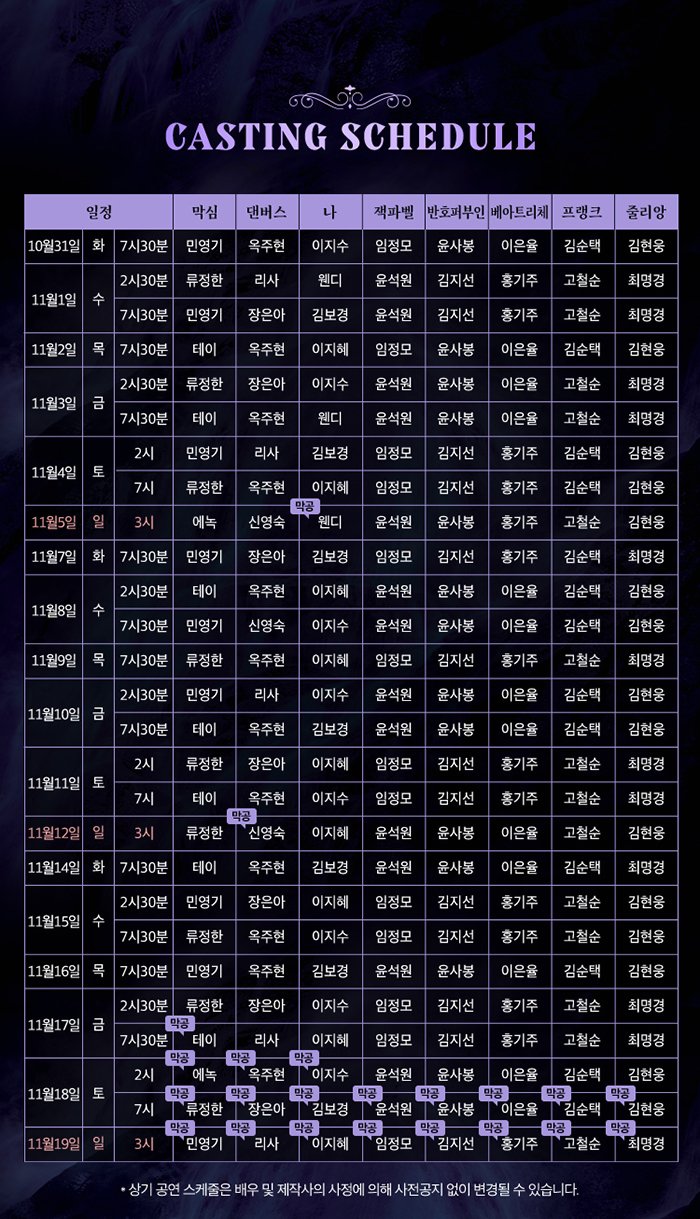 CASTING SCHEDULE
일정 막심 댄버스 나 잭파벨 반호퍼부인 베아트리체 프랭크 줄리앙
10월31일 화 7시30분 민영기 옥주현 이지수 임정모 윤사봉 이은율 김순택 김현웅
11월1일 수 2시30분 류정한 리사 웬디 윤석원 김지선 홍기주 고철순 최명경
7시30분 민영기 장은아 김보경 윤석원 김지선 홍기주 고철순 최명경
11월2일 목 7시30분 테이 옥주현 이지혜 임정모 윤사봉 이은율 김순택 김현웅
11월3일 금 2시30분 류정한 장은아 이지수 윤석원 윤사봉 이은율 고철순 최명경
7시30분 테이 옥주현 웬디 윤석원 윤사봉 이은율 고철순 최명경
11월4일 토 2시 민영기 리사 김보경 임정모 김지선 홍기주 김순택 김현웅
7시 류정한 옥주현 이지혜 임정모 김지선 홍기주 김순택 김현웅
막공
11월5일 일 3시 에녹 신영숙 웬디 윤석원 윤사봉 홍기주 고철순 김현웅
11월7일 화 7시30분 민영기 장은아 김보경 임정모 김지선 홍기주 김순택 최명경
11월8일 수 2시30분 테이 옥주현 이지혜 윤석원 윤사봉 이은율 김순택 김현웅
7시30분 민영기 신영숙 이지수 윤석원 윤사봉 이은율 김순택 김현웅
11월9일 목 7시30분 류정한 옥주현 이지혜 임정모 김지선 홍기주 고철순 최명경
11월10일 금 2시30분 민영기 리사 이지수 윤석원 윤사봉 이은율 김순택 김현웅
7시30분 테이 옥주현 김보경 윤석원 윤사봉 이은율 김순택 김현웅
11월11일 토 2시 류정한 장은아 이지혜 임정모 김지선 홍기주 고철순 최명경
7시 테이 옥주현 이지수 임정모 김지선 홍기주 고철순 최명경
막공
11월12일 일 3시 류정한 신영숙 이지혜 윤석원 윤사봉 이은율 고철순 김현웅
11월14일 화 7시30분 테이 옥주현 김보경 윤석원 윤사봉 이은율 김순택 최명경
11월15일 수 2시30분 민영기 장은아 이지혜 임정모 김지선 홍기주 고철순 김현웅
7시30분 류정한 옥주현 이지수 임정모 김지선 홍기주 고철순 김현웅
11월16일 목 7시30분 민영기 옥주현 김보경 윤석원 윤사봉 이은율 김순택 김현웅
11월17일 금 2시30분 류정한 장은아 이지수 임정모 김지선 홍기주 고철순 최명경
막공
7시30분 테이 리사 이지혜 임정모 김지선 홍기주 고철순 최명경
막공 막공 막공
11월18일 토 2시 에녹 옥주현 이지수 윤석원 윤사봉 이은율 김순택 김현웅
막공 막공 막공 막공 막공 막공 막공 막공
7시 류정한 장은아 김보경 윤석원 윤사봉 이은율 김순택 김현웅
막공 막공 막공 막공 막공 막공 막공 막공
11월19일 일 3시 민영기 리사 이지혜 임정모 김지선 홍기주 고철순 최명경
* 상기 공연 스케줄은 배우 및 제작사의 사정에 의해 사전공지 없이 변경될 수 있습니다.